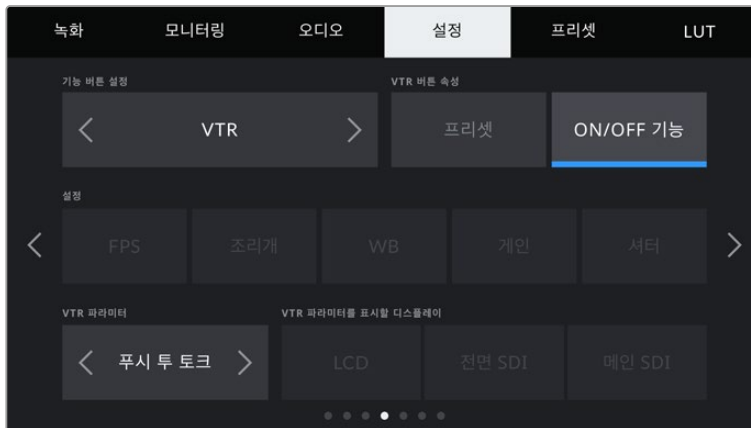 녹화 모니터링 오디오 설정 프리셋 LUT
기능 버튼 설정 VTR 버튼 속성
VTR 프리셋 ON/OFF 기능
설정
FPS 조리개 WB 게인 셔터
VTR 파라미터 VTR 파라미터를 표시할 디스플레이
푸시 투 토크 LCD 전면 SDI 메인 SDI